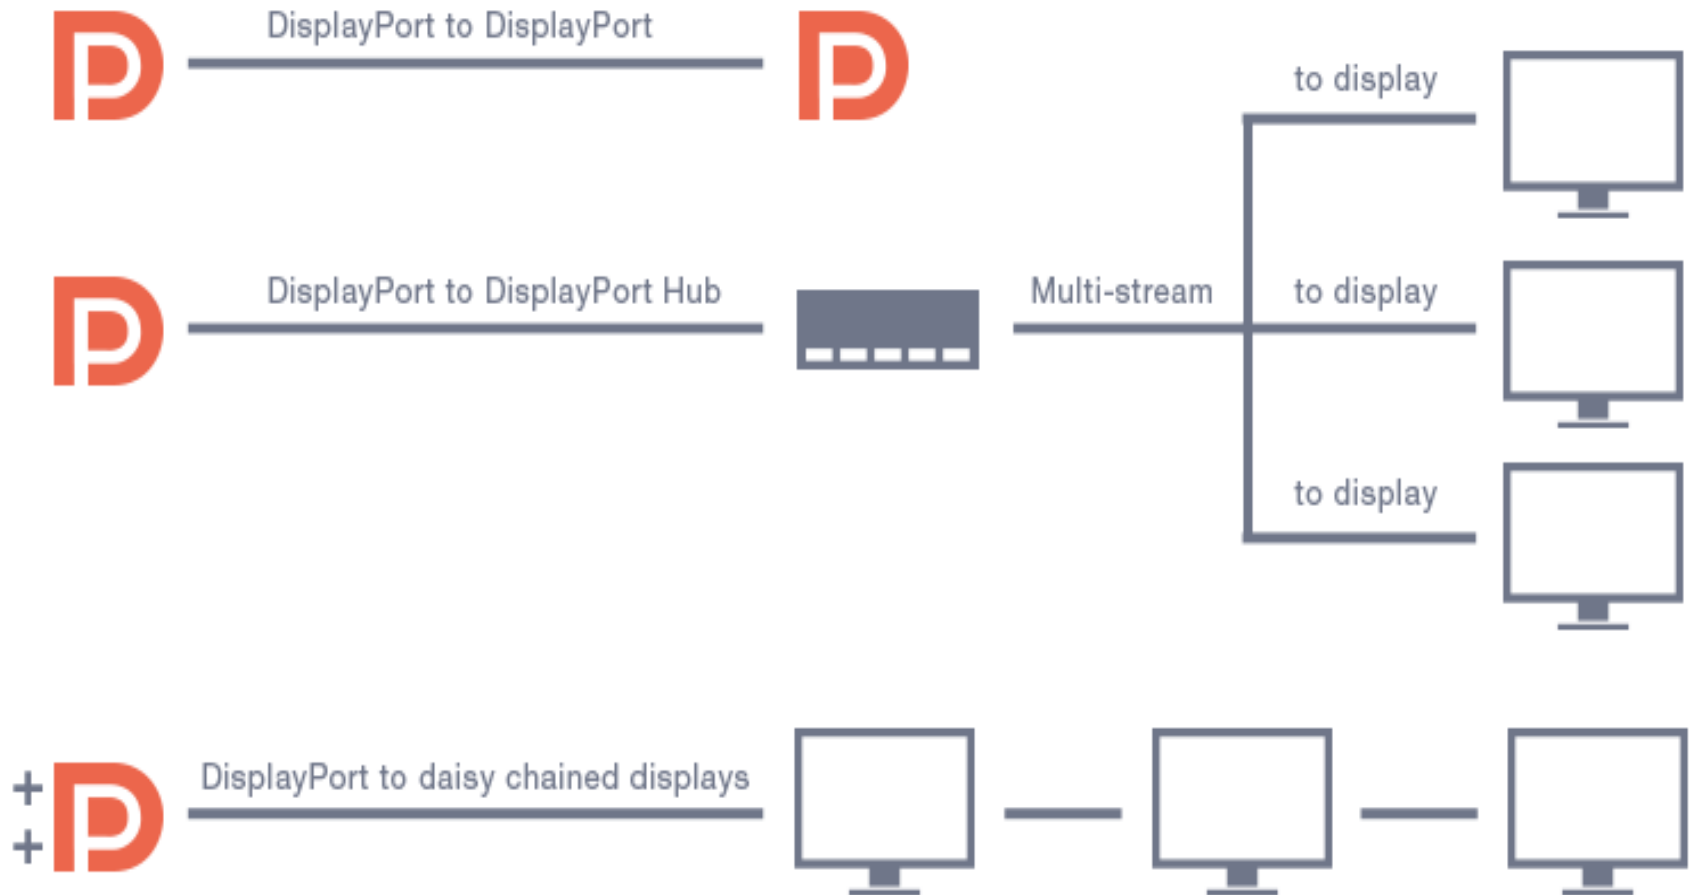 DisplayPort to DisplayPort
to display
DisplayPort to DisplayPort Hub
Multi-stream
to display
to display
++ DisplayPort to daisy chained displays